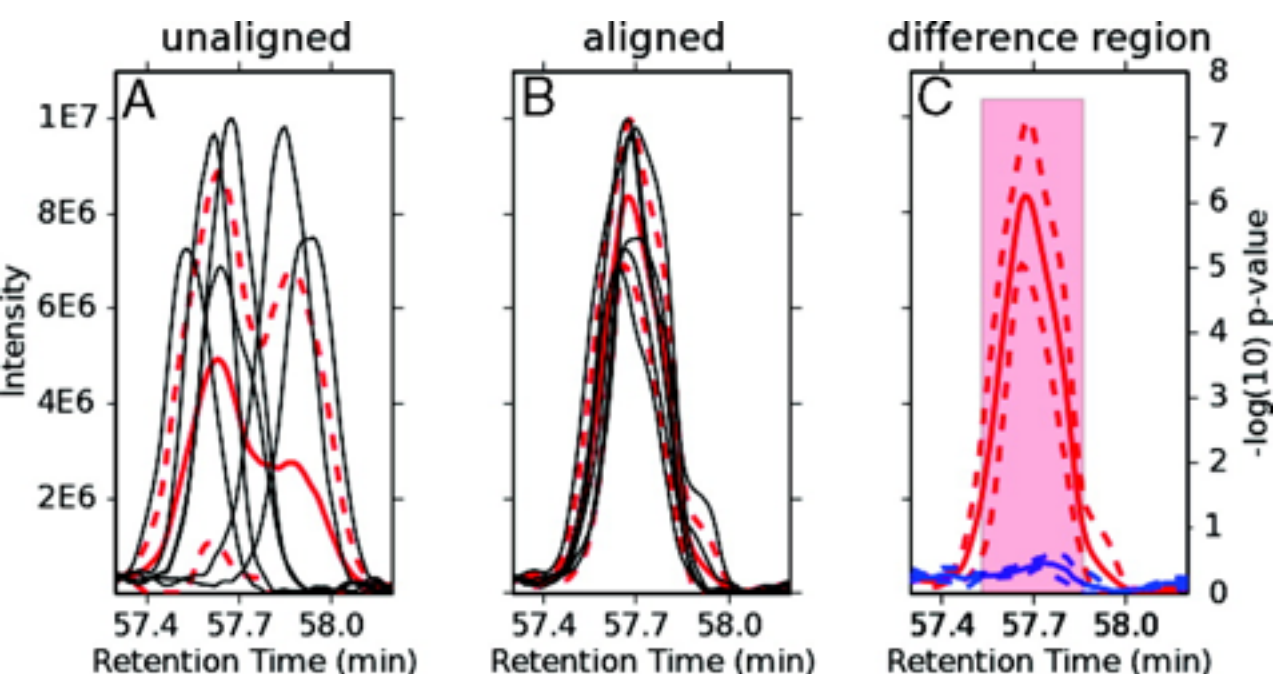 unaligned
aligned
difference region
A
B
C
1E7
8E6
6E6
4E6
2E6
Intensity
8
7
6
5
4
3
2
1
0
-log(10) p-value
57.4 57.7 58.0
57.4 57.7 58.0
57.4 57.7 58.0
Retention Time (min)
Retention Time (min)
Retention Time (min)